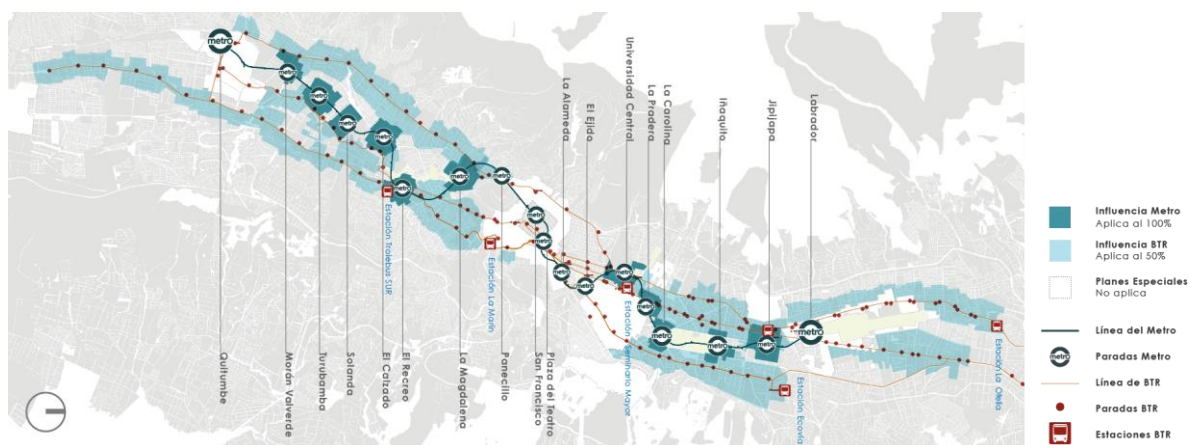 metro
La Alameda
El Ejido
Universidad Central
La Pradera
La Carolina
Iñaquito
Jipijapa
Labrador
Quitumbe
Morán Valverde
Turubamba
Solanda
El Calzado
El Recreo
La Magdalena
Panecillo
San Francisco
Plaza del Teatro
Estación Trolebus SUR
Estación La Marín
Estación Seminario Mayor
Estación Ecovía
Estación La Ofelia
Influencia Metro
Aplica al 100%
Influencia BTR
Aplica al 50%
Planes Especiales
No aplica
Línea del Metro
Paradas Metro
Línea de BTR
Paradas BTR
Estaciones BTR